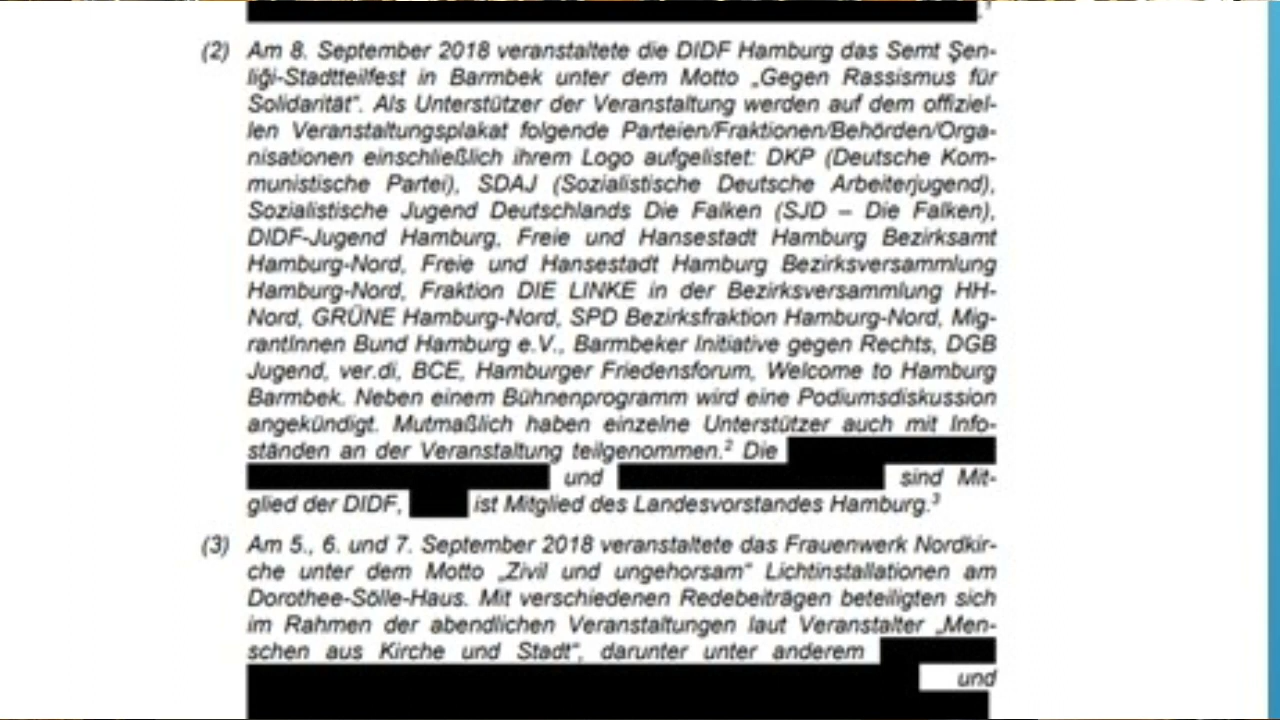 .¹
(2) Am 8. September 2018 veranstaltete die DIDF Hamburg das Semt Şen-
liği-Stadtteilfest in Barmbek unter dem Motto „Gegen Rassismus für
Solidarität“. Als Unterstützer der Veranstaltung werden auf dem offiziel-
len Veranstaltungsplakat folgende Parteien/Fraktionen/Behörden/Orga-
nisationen einschließlich ihrem Logo aufgelistet: DKP (Deutsche Kom-
munistische Partei), SDAJ (Sozialistische Deutsche Arbeiterjugend),
Sozialistische Jugend Deutschlands Die Falken (SJD – Die Falken),
DIDF-Jugend Hamburg, Freie und Hansestadt Hamburg Bezirksamt
Hamburg-Nord, Freie und Hansestadt Hamburg Bezirksversammlung
Hamburg-Nord, Fraktion DIE LINKE in der Bezirksversammlung HH-
Nord, GRÜNE Hamburg-Nord, SPD Bezirksfraktion Hamburg-Nord, Mig-
rantInnen Bund Hamburg e.V., Barmbeker Initiative gegen Rechts, DGB
Jugend, ver.di, BCE, Hamburger Friedensforum, Welcome to Hamburg
Barmbek. Neben einem Bühnenprogramm wird eine Podiumsdiskussion
angekündigt. Mutmaßlich haben einzelne Unterstützer auch mit Info-
ständen an der Veranstaltung teilgenommen.² Die
und sind Mit-
glied der DIDF, ist Mitglied des Landesvorstandes Hamburg.³
(3) Am 5., 6. und 7. September 2018 veranstaltete das Frauenwerk Nordkir-
che unter dem Motto „Zivil und ungehorsam“ Lichtinstallationen am
Dorothee-Sölle-Haus. Mit verschiedenen Redebeiträgen beteiligten sich
im Rahmen der abendlichen Veranstaltungen laut Veranstalter „Men-
schen aus Kirche und Stadt“, darunter unter anderem
und